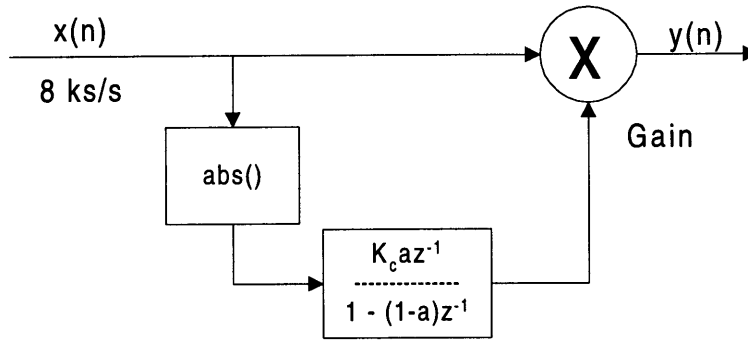 x(n)
8 ks/s
X
y(n)
Gain
abs()
K_c az⁻¹
1 - (1-a)z⁻¹